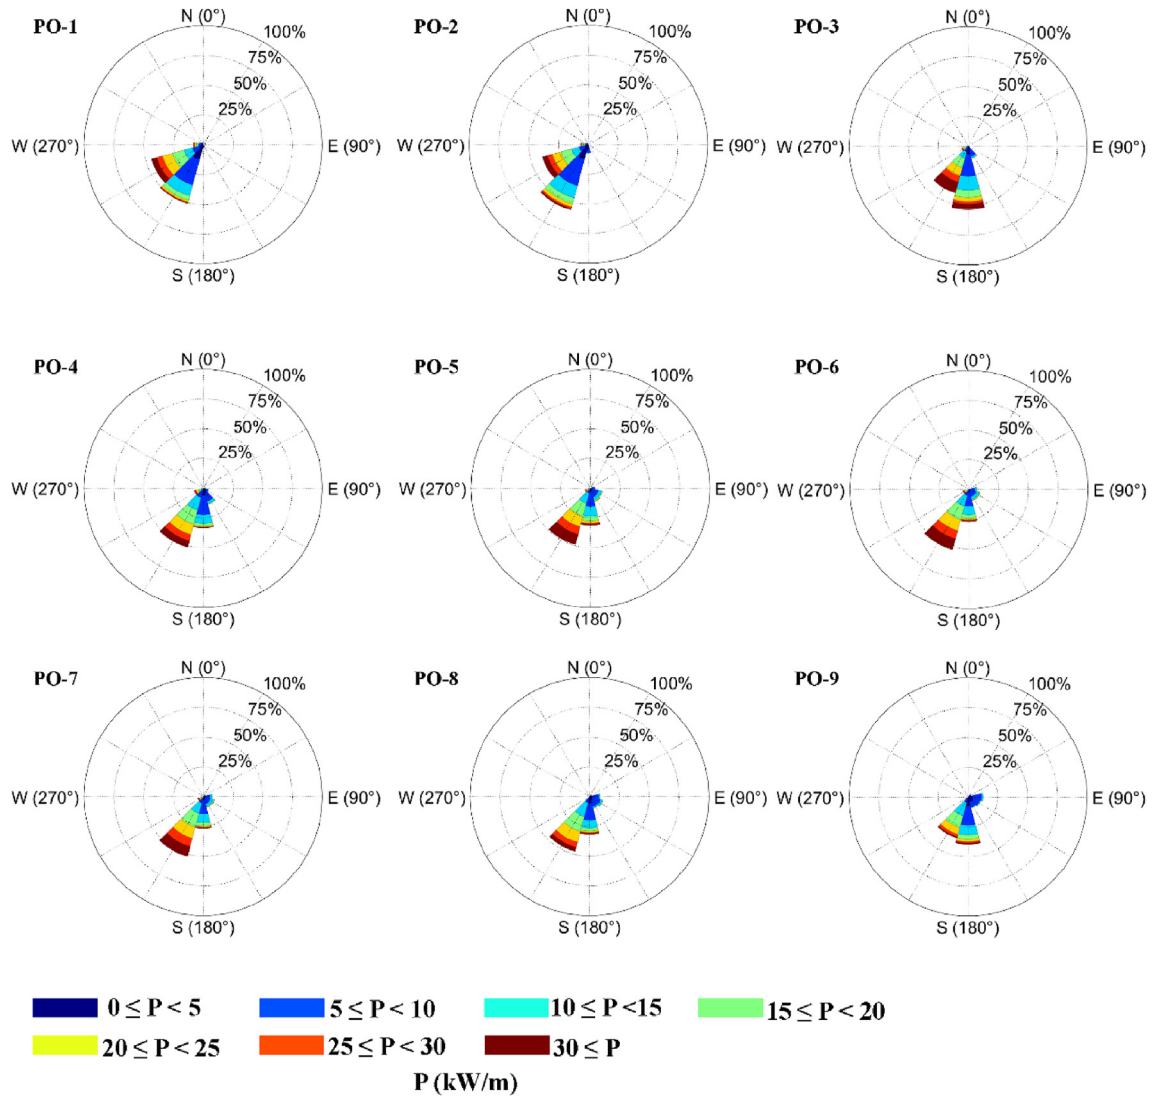 PO-1
N (0°)
100%
75%
50%
25%
W (270°)
E (90°)
S (180°)
PO-2
N (0°)
100%
75%
50%
25%
W (270°)
E (90°)
S (180°)
PO-3
N (0°)
100%
75%
50%
25%
W (270°)
E (90°)
S (180°)
PO-4
N (0°)
100%
75%
50%
25%
W (270°)
E (90°)
S (180°)
PO-5
N (0°)
100%
75%
50%
25%
W (270°)
E (90°)
S (180°)
PO-6
N (0°)
100%
75%
50%
25%
W (270°)
E (90°)
S (180°)
PO-7
N (0°)
100%
75%
50%
25%
W (270°)
E (90°)
S (180°)
PO-8
N (0°)
100%
75%
50%
25%
W (270°)
E (90°)
S (180°)
PO-9
N (0°)
100%
75%
50%
25%
W (270°)
E (90°)
S (180°)
0 ≤ P < 5
5 ≤ P < 10
10 ≤ P <15
15 ≤ P < 20
20 ≤ P < 25
25 ≤ P < 30
30 ≤ P
P (kW/m)